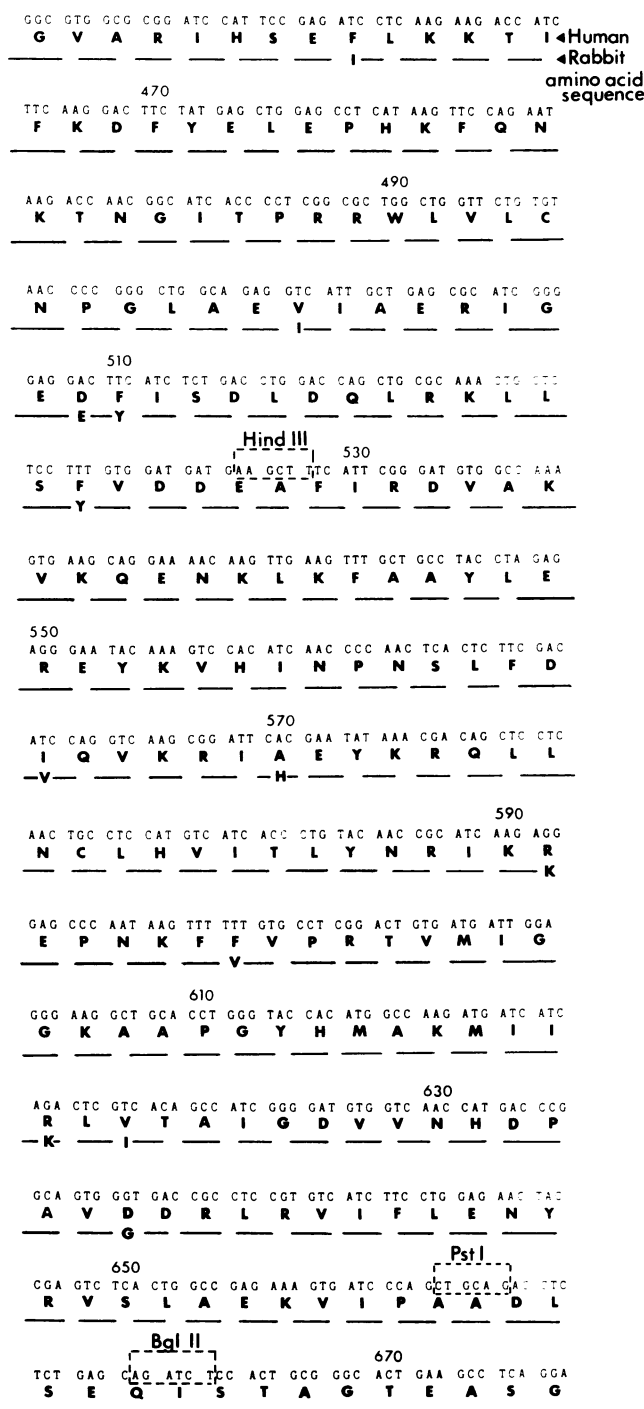 GGC GTG GCG CGG ATC CAT TCC GAG ATC CTC AAG AAG ACC ATC
G V A R I H S E F L K K T I ◄Human
I ◄Rabbit
amino acid
sequence
470
TTC AAG GAC TTC TAT GAG CTG GAG CCT CAT AAG TTC CAG AAT
F K D F Y E L E P H K F Q N
490
AAG ACC AAC GGC ATC ACC CCT CGG CGC TGG CTG GTT CTG TGT
K T N G I T P R R W L V L C
AAC CCC GGG CTG GCA GAG GTC ATT GCT GAG CGC ATC GGG
N P G L A E V I A E R I G
I
510
GAG GAC TTC ATC TCT GAC CTG GAC CAG CTG CGC AAA CTG CTC
E D F I S D L D Q L R K L L
E Y
Hind III
530
TCC TTT GTG GAT GAT GAA GCT TTC ATT CGG GAT GTG GCC AAA
S F V D D E A F I R D V A K
Y
GTG AAG CAG GAA AAC AAG TTG AAG TTT GCT GCC TAC CTA GAG
V K Q E N K L K F A A Y L E
550
AGG GAA TAC AAA GTC CAC ATC AAC CCC AAC TCA CTC TTC GAC
R E Y K V H I N P N S L F D
570
ATC CAG GTC AAG CGG ATT CAC GAA TAT AAA CGA CAG CTC CTC
I Q V K R I A E Y K R Q L L
V H
590
AAC TGC CTC CAT GTC ATC ACC CTG TAC AAC CGC ATC AAG AGG
N C L H V I T L Y N R I K R
K
GAG CCC AAT AAG TTT TTT GTG CCT CGG ACT GTG ATG ATT GGA
E P N K F F V P R T V M I G
V
610
GGG AAG GCT GCA CCT GGG TAC CAC ATG GCC AAG ATG ATC ATC
G K A A P G Y H M A K M I I
630
AGA CTC GTC ACA GCC ATC GGG GAT GTG GTC AAC CAT GAC CCG
R L V T A I G D V V N H D P
K I
GCA GTG GGT GAC CGC CTC CGT GTC ATC TTC CTG GAG AAC TAC
A V D D R L R V I F L E N Y
G
650
Pst I
CGA GTC TCA CTG GCC GAG AAA GTG ATC CCA GCT GCA GAC CTC
R V S L A E K V I P A A D L
Bgl II
670
TCT GAG CAG ATC TCC ACT GCG GGC ACT GAA GCC TCA GGA
S E Q I S T A G T E A S G